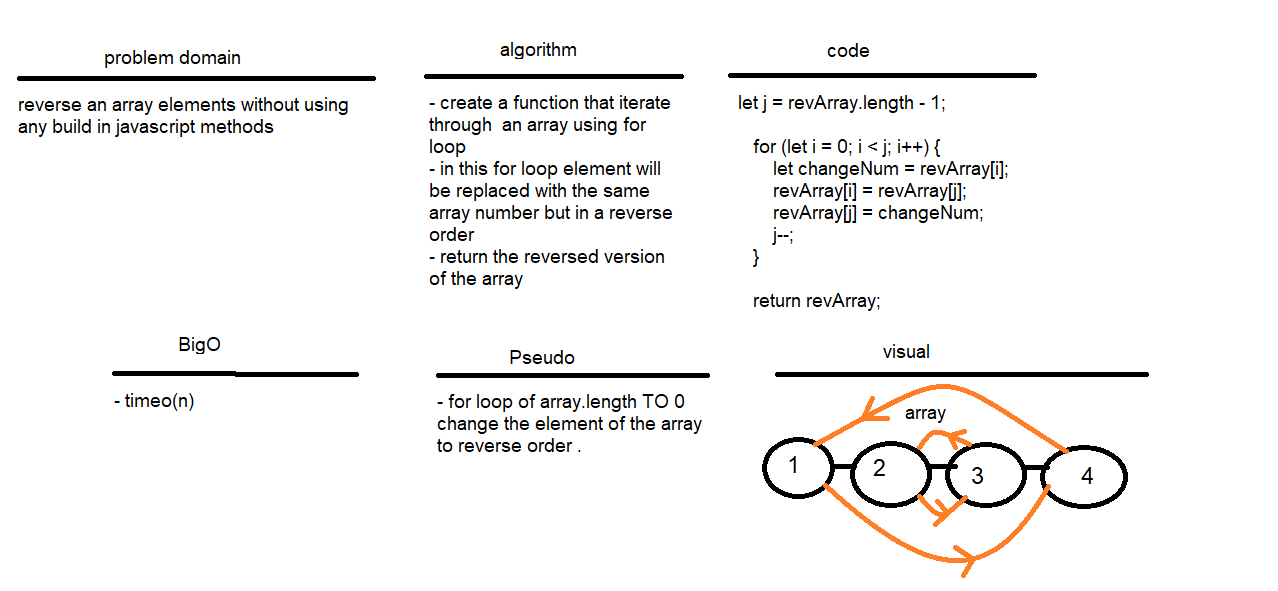 problem domain
reverse an array elements without using
any build in javascript methods
algorithm
- create a function that iterate
through an array using for
loop
- in this for loop element will
be replaced with the same
array number but in a reverse
order
- return the reversed version
of the array
code
let j = revArray.length - 1;
for (let i = 0; i < j; i++) {
let changeNum = revArray[i];
revArray[i] = revArray[j];
revArray[j] = changeNum;
j--;
}
return revArray;
BigO
- timeo(n)
Pseudo
- for loop of array.length TO 0
change the element of the array
to reverse order .
visual
array
1 2 3 4